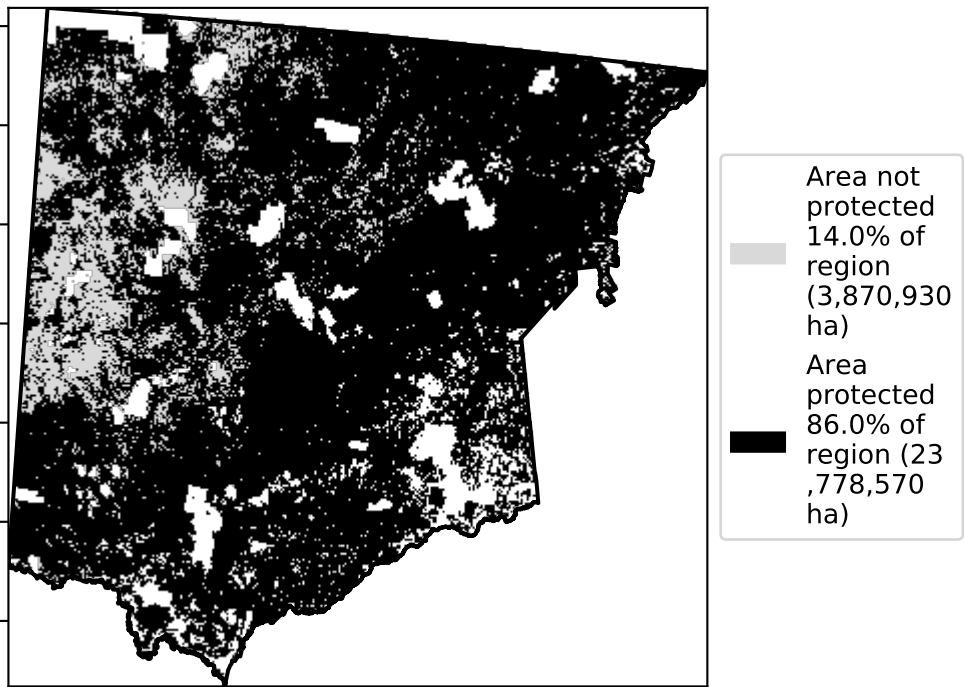 Area not
protected
14.0% of
region
(3,870,930
ha)
Area
protected
86.0% of
region (23
,778,570
ha)